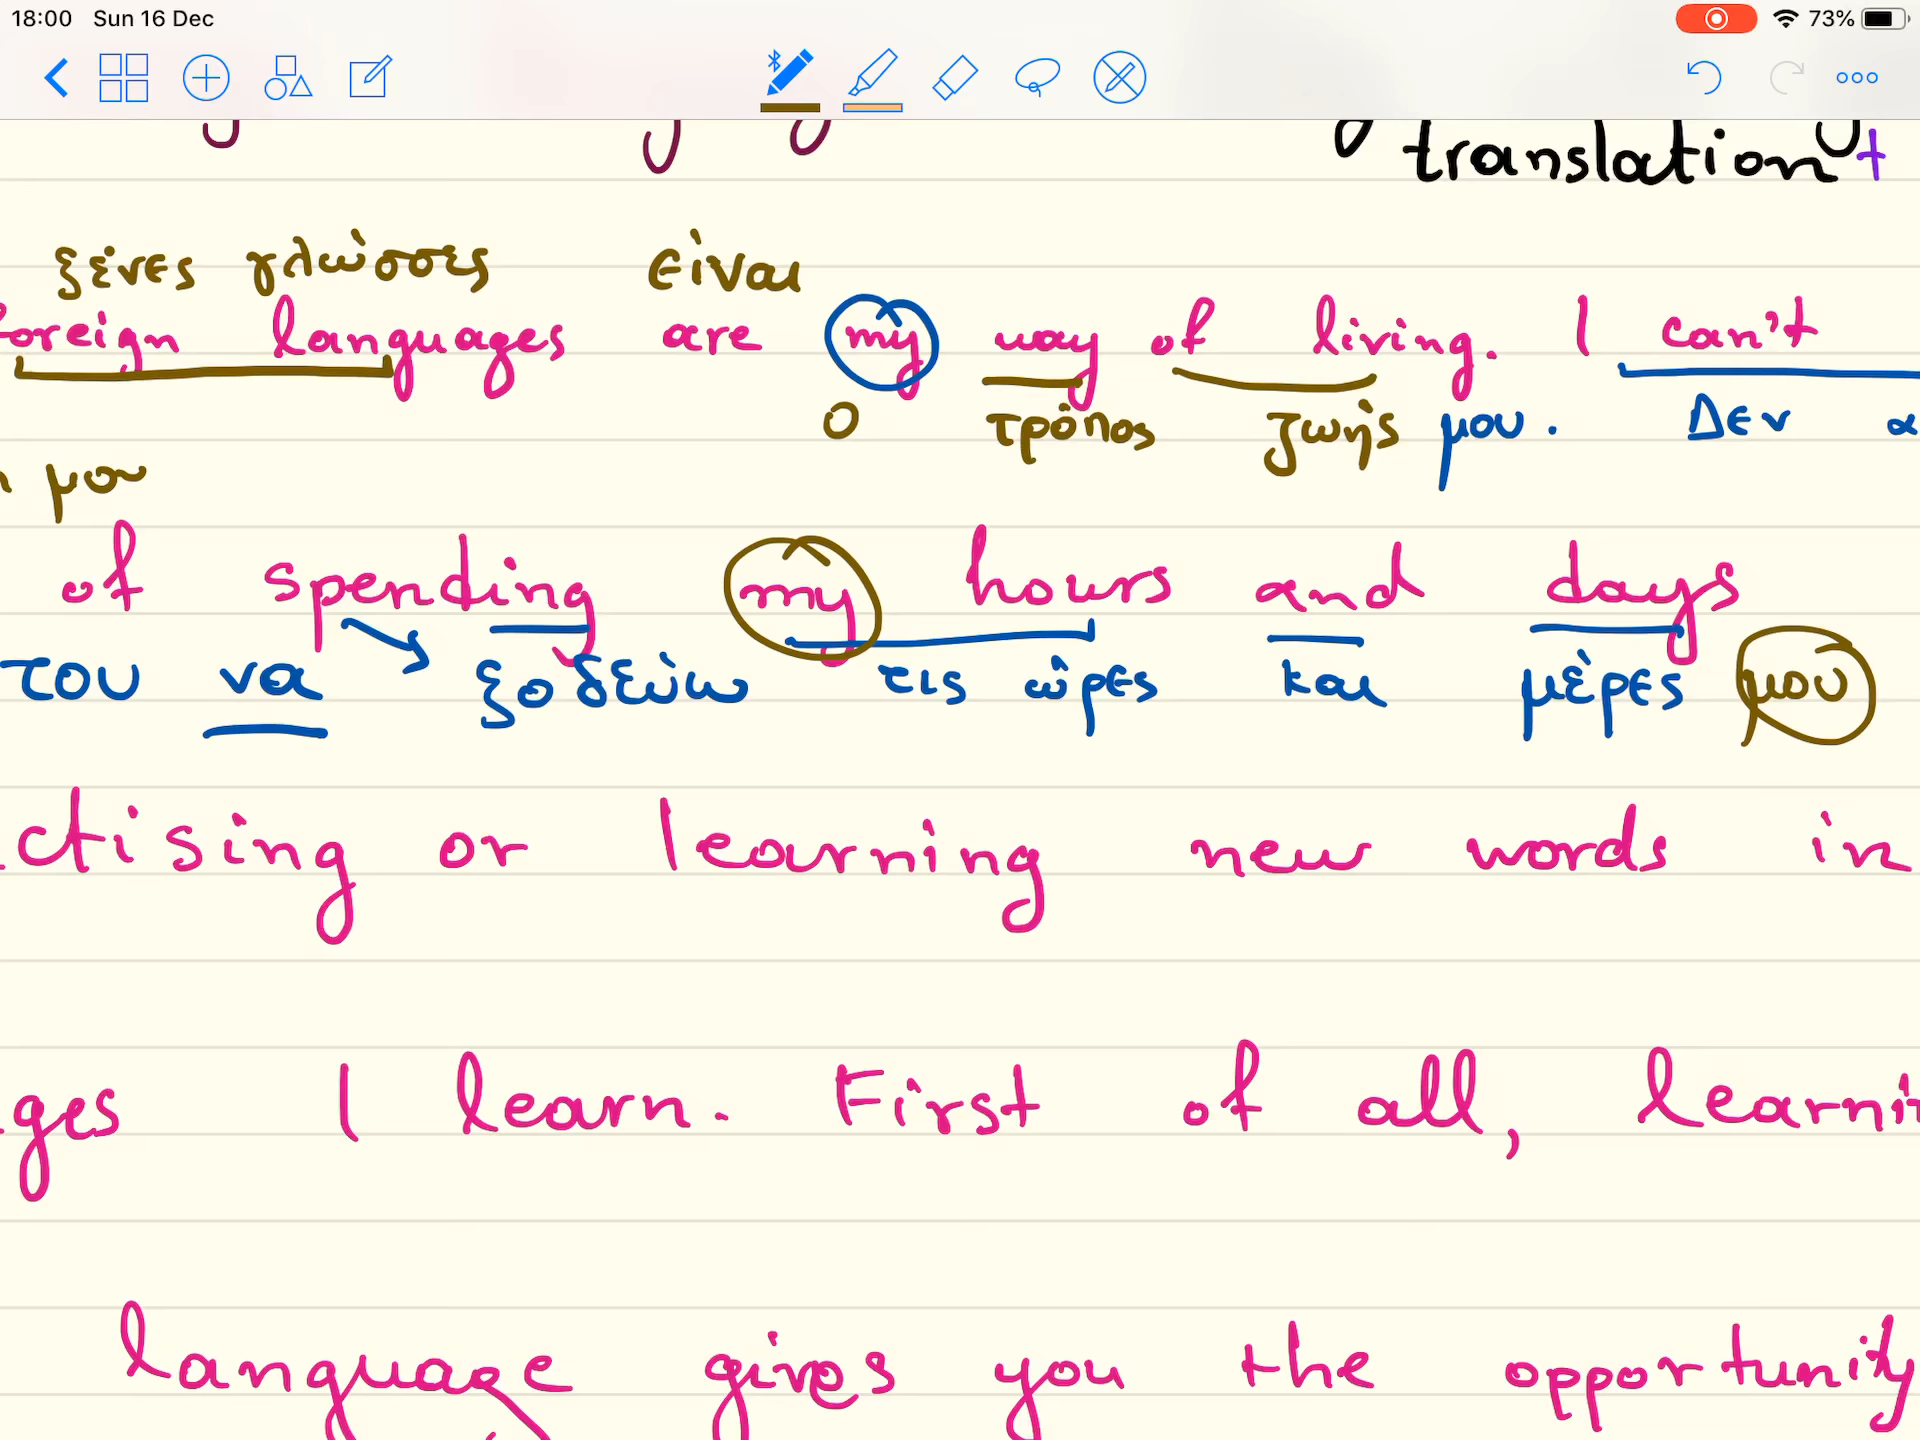 18:00 Sun 16 Dec 73%
translation +
ξένες γλώσσες είναι
foreign languages are my way of living. I can't
ο τρόπος ζωής μου. Δεν α
μου
of spending my hours and days
του να ξοδεύω τις ώρες και μέρες μου
ctising or learning new words in
ges I learn. First of all, learni
language gives you the opportunity